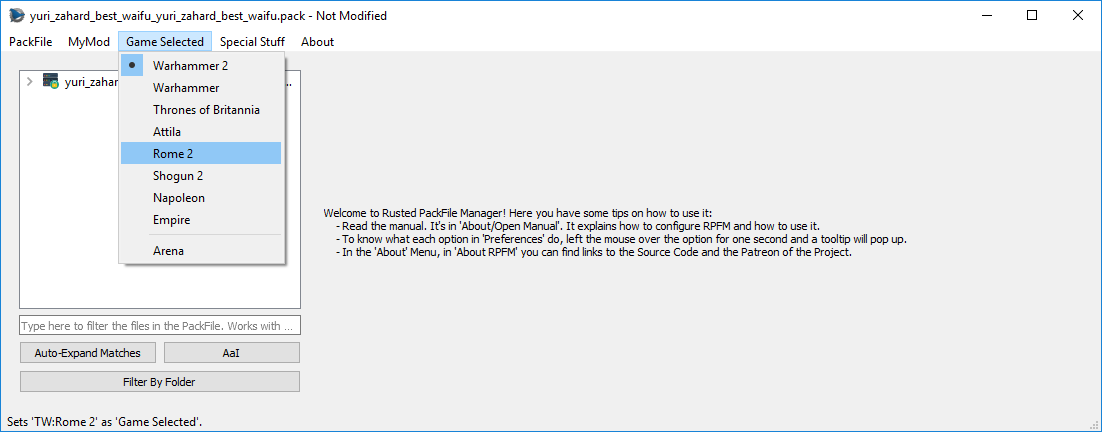 yuri_zahard_best_waifu_yuri_zahard_best_waifu.pack - Not Modified
PackFile MyMod Game Selected Special Stuff About
Warhammer 2
yuri_zahar ..
Warhammer
Thrones of Britannia
Attila
Rome 2
Shogun 2
Napoleon
Empire
Arena
Welcome to Rusted PackFile Manager! Here you have some tips on how to use it:
- Read the manual. It's in 'About/Open Manual'. It explains how to configure RPFM and how to use it.
- To know what each option in 'Preferences' do, left the mouse over the option for one second and a tooltip will pop up.
- In the 'About' Menu, in 'About RPFM' you can find links to the Source Code and the Patreon of the Project.
Type here to filter the files in the PackFile. Works with ...
Auto-Expand Matches AaI
Filter By Folder
Sets 'TW:Rome 2' as 'Game Selected'.